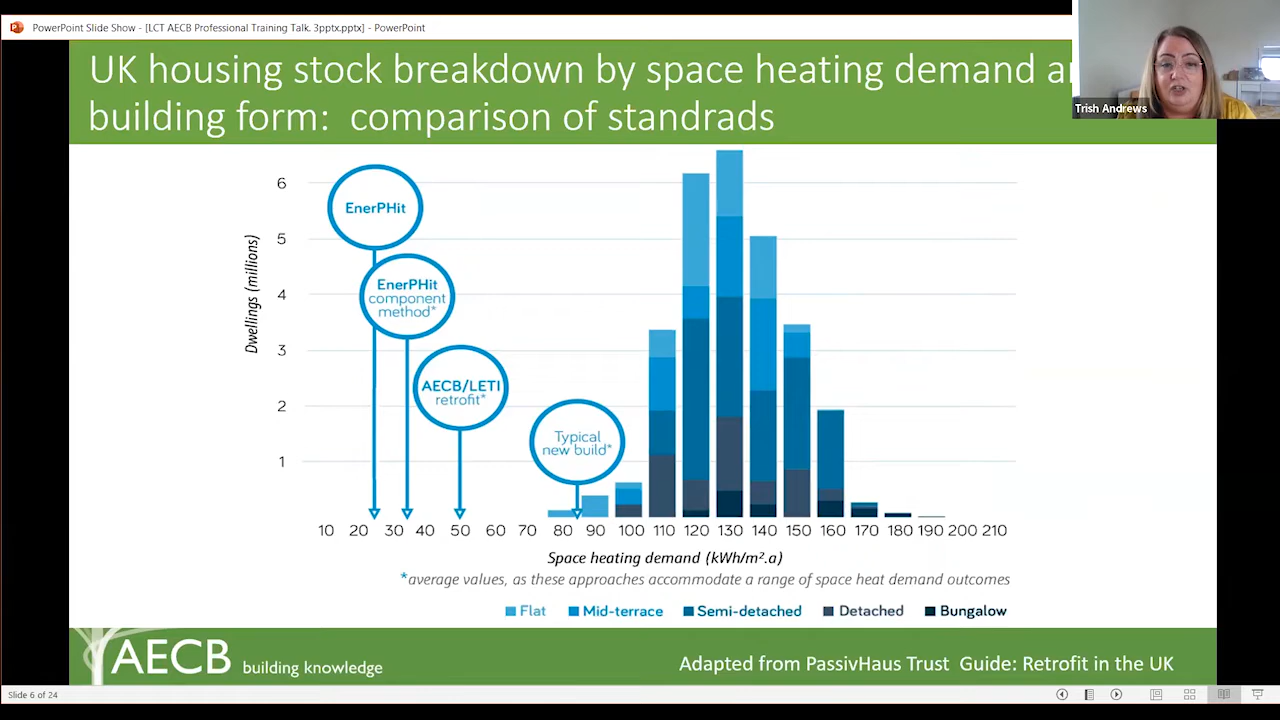 PowerPoint Slide Show - [LCT AECB Professional Training Talk. 3pptx.pptx] - PowerPoint
UK housing stock breakdown by space heating demand a
building form: comparison of standrads
Trish Andrews
Dwellings (millions)
6
5
4
3
2
1
EnerPHit
EnerPHit
component
method*
AECB/LETI
retrofit*
Typical
new build*
10 20 30 40 50 60 70 80 90 100 110 120 130 140 150 160 170 180 190 200 210
Space heating demand (kWh/m².a)
*average values, as these approaches accommodate a range of space heat demand outcomes
Flat Mid-terrace Semi-detached Detached Bungalow
AECB building knowledge
Adapted from PassivHaus Trust Guide: Retrofit in the UK
Slide 6 of 24